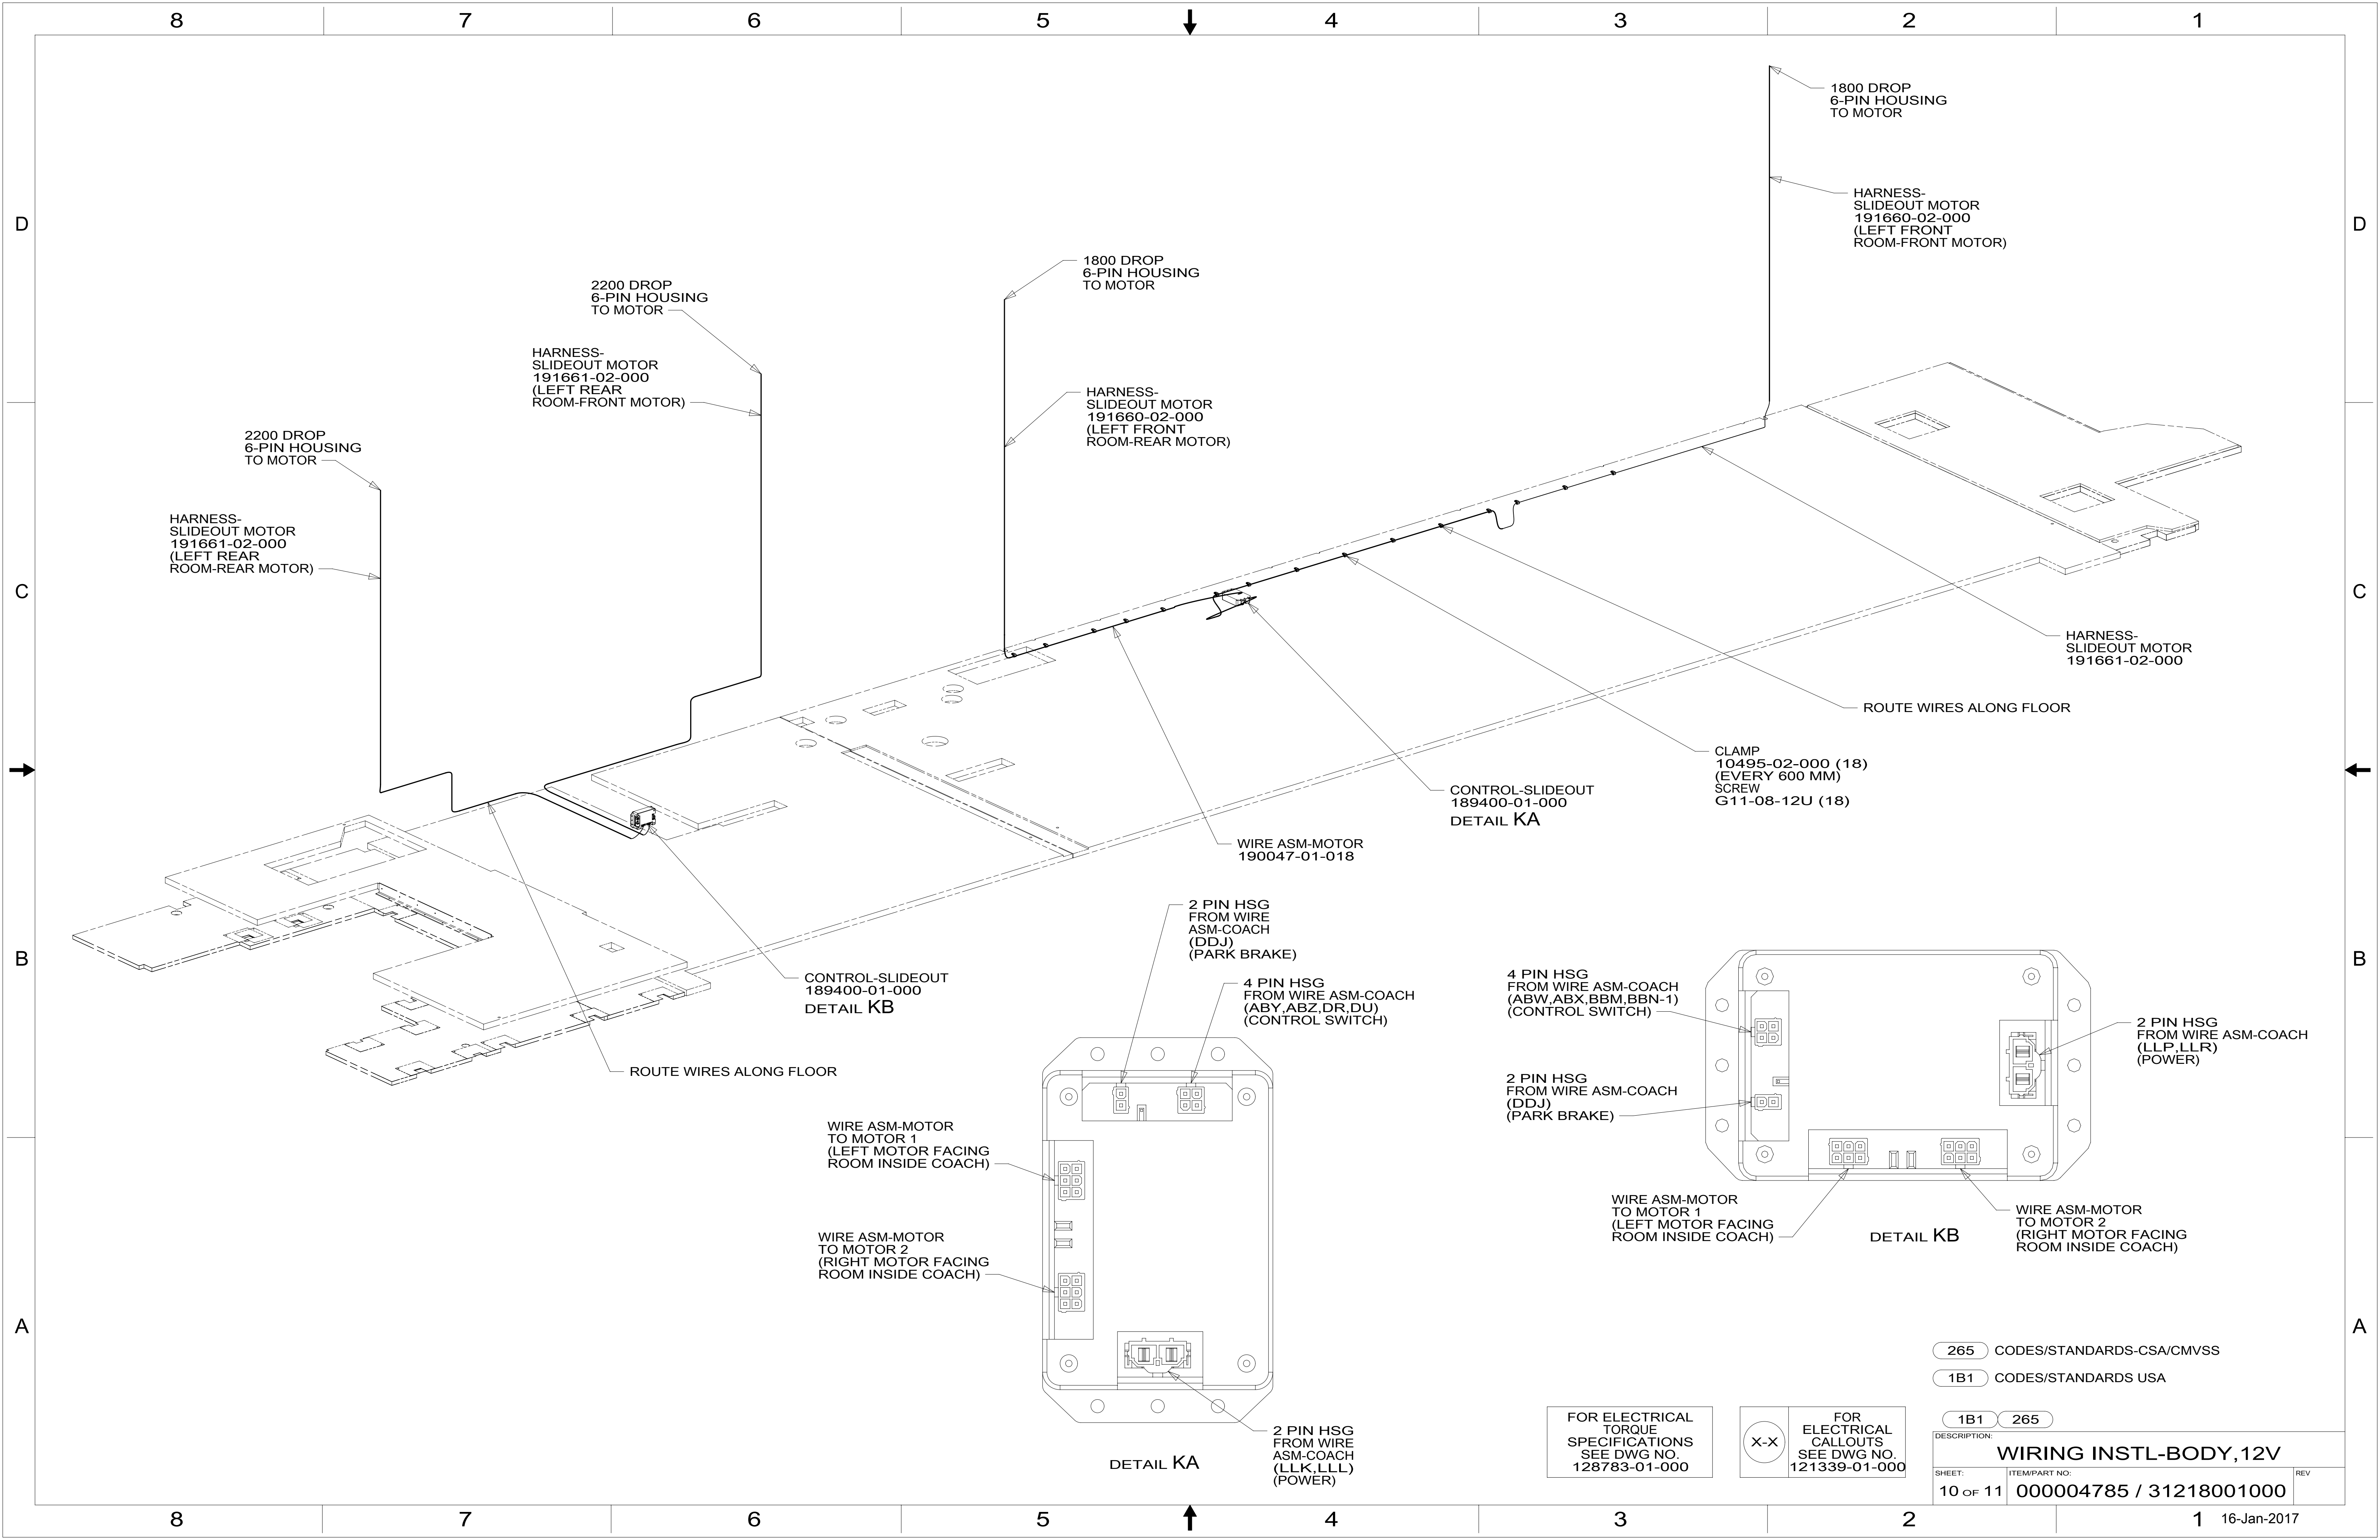 8 7 6 5 4 3 2 1
1800 DROP
6-PIN HOUSING
TO MOTOR
HARNESS-
SLIDEOUT MOTOR
191660-02-000
(LEFT FRONT
ROOM-FRONT MOTOR)
D
D
1800 DROP
6-PIN HOUSING
TO MOTOR
2200 DROP
6-PIN HOUSING
TO MOTOR
HARNESS-
SLIDEOUT MOTOR
191661-02-000
(LEFT REAR
ROOM-FRONT MOTOR)
HARNESS-
SLIDEOUT MOTOR
191660-02-000
(LEFT FRONT
ROOM-REAR MOTOR)
2200 DROP
6-PIN HOUSING
TO MOTOR
HARNESS-
SLIDEOUT MOTOR
191661-02-000
(LEFT REAR
ROOM-REAR MOTOR)
C
C
HARNESS-
SLIDEOUT MOTOR
191661-02-000
ROUTE WIRES ALONG FLOOR
CLAMP
10495-02-000 (18)
(EVERY 600 MM)
SCREW
G11-08-12U (18)
CONTROL-SLIDEOUT
189400-01-000
DETAIL KA
WIRE ASM-MOTOR
190047-01-018
B
B
CONTROL-SLIDEOUT
189400-01-000
DETAIL KB
ROUTE WIRES ALONG FLOOR
2 PIN HSG
FROM WIRE
ASM-COACH
(DDJ)
(PARK BRAKE)
4 PIN HSG
FROM WIRE ASM-COACH
(ABY,ABZ,DR,DU)
(CONTROL SWITCH)
WIRE ASM-MOTOR
TO MOTOR 1
(LEFT MOTOR FACING
ROOM INSIDE COACH)
WIRE ASM-MOTOR
TO MOTOR 2
(RIGHT MOTOR FACING
ROOM INSIDE COACH)
2 PIN HSG
FROM WIRE
ASM-COACH
(LLK,LLL)
(POWER)
DETAIL KA
4 PIN HSG
FROM WIRE ASM-COACH
(ABW,ABX,BBM,BBN-1)
(CONTROL SWITCH)
2 PIN HSG
FROM WIRE ASM-COACH
(DDJ)
(PARK BRAKE)
2 PIN HSG
FROM WIRE ASM-COACH
(LLP,LLR)
(POWER)
WIRE ASM-MOTOR
TO MOTOR 1
(LEFT MOTOR FACING
ROOM INSIDE COACH)
WIRE ASM-MOTOR
TO MOTOR 2
(RIGHT MOTOR FACING
ROOM INSIDE COACH)
DETAIL KB
A
A
265 CODES/STANDARDS-CSA/CMVSS
1B1 CODES/STANDARDS USA
1B1 265
FOR ELECTRICAL
TORQUE
SPECIFICATIONS
SEE DWG NO.
128783-01-000
X-X
FOR
ELECTRICAL
CALLOUTS
SEE DWG NO.
121339-01-000
DESCRIPTION:
WIRING INSTL-BODY,12V
SHEET:
10 OF 11
ITEM/PART NO:
000004785 / 31218001000
REV
8 7 6 5 4 3 2 1
16-Jan-2017